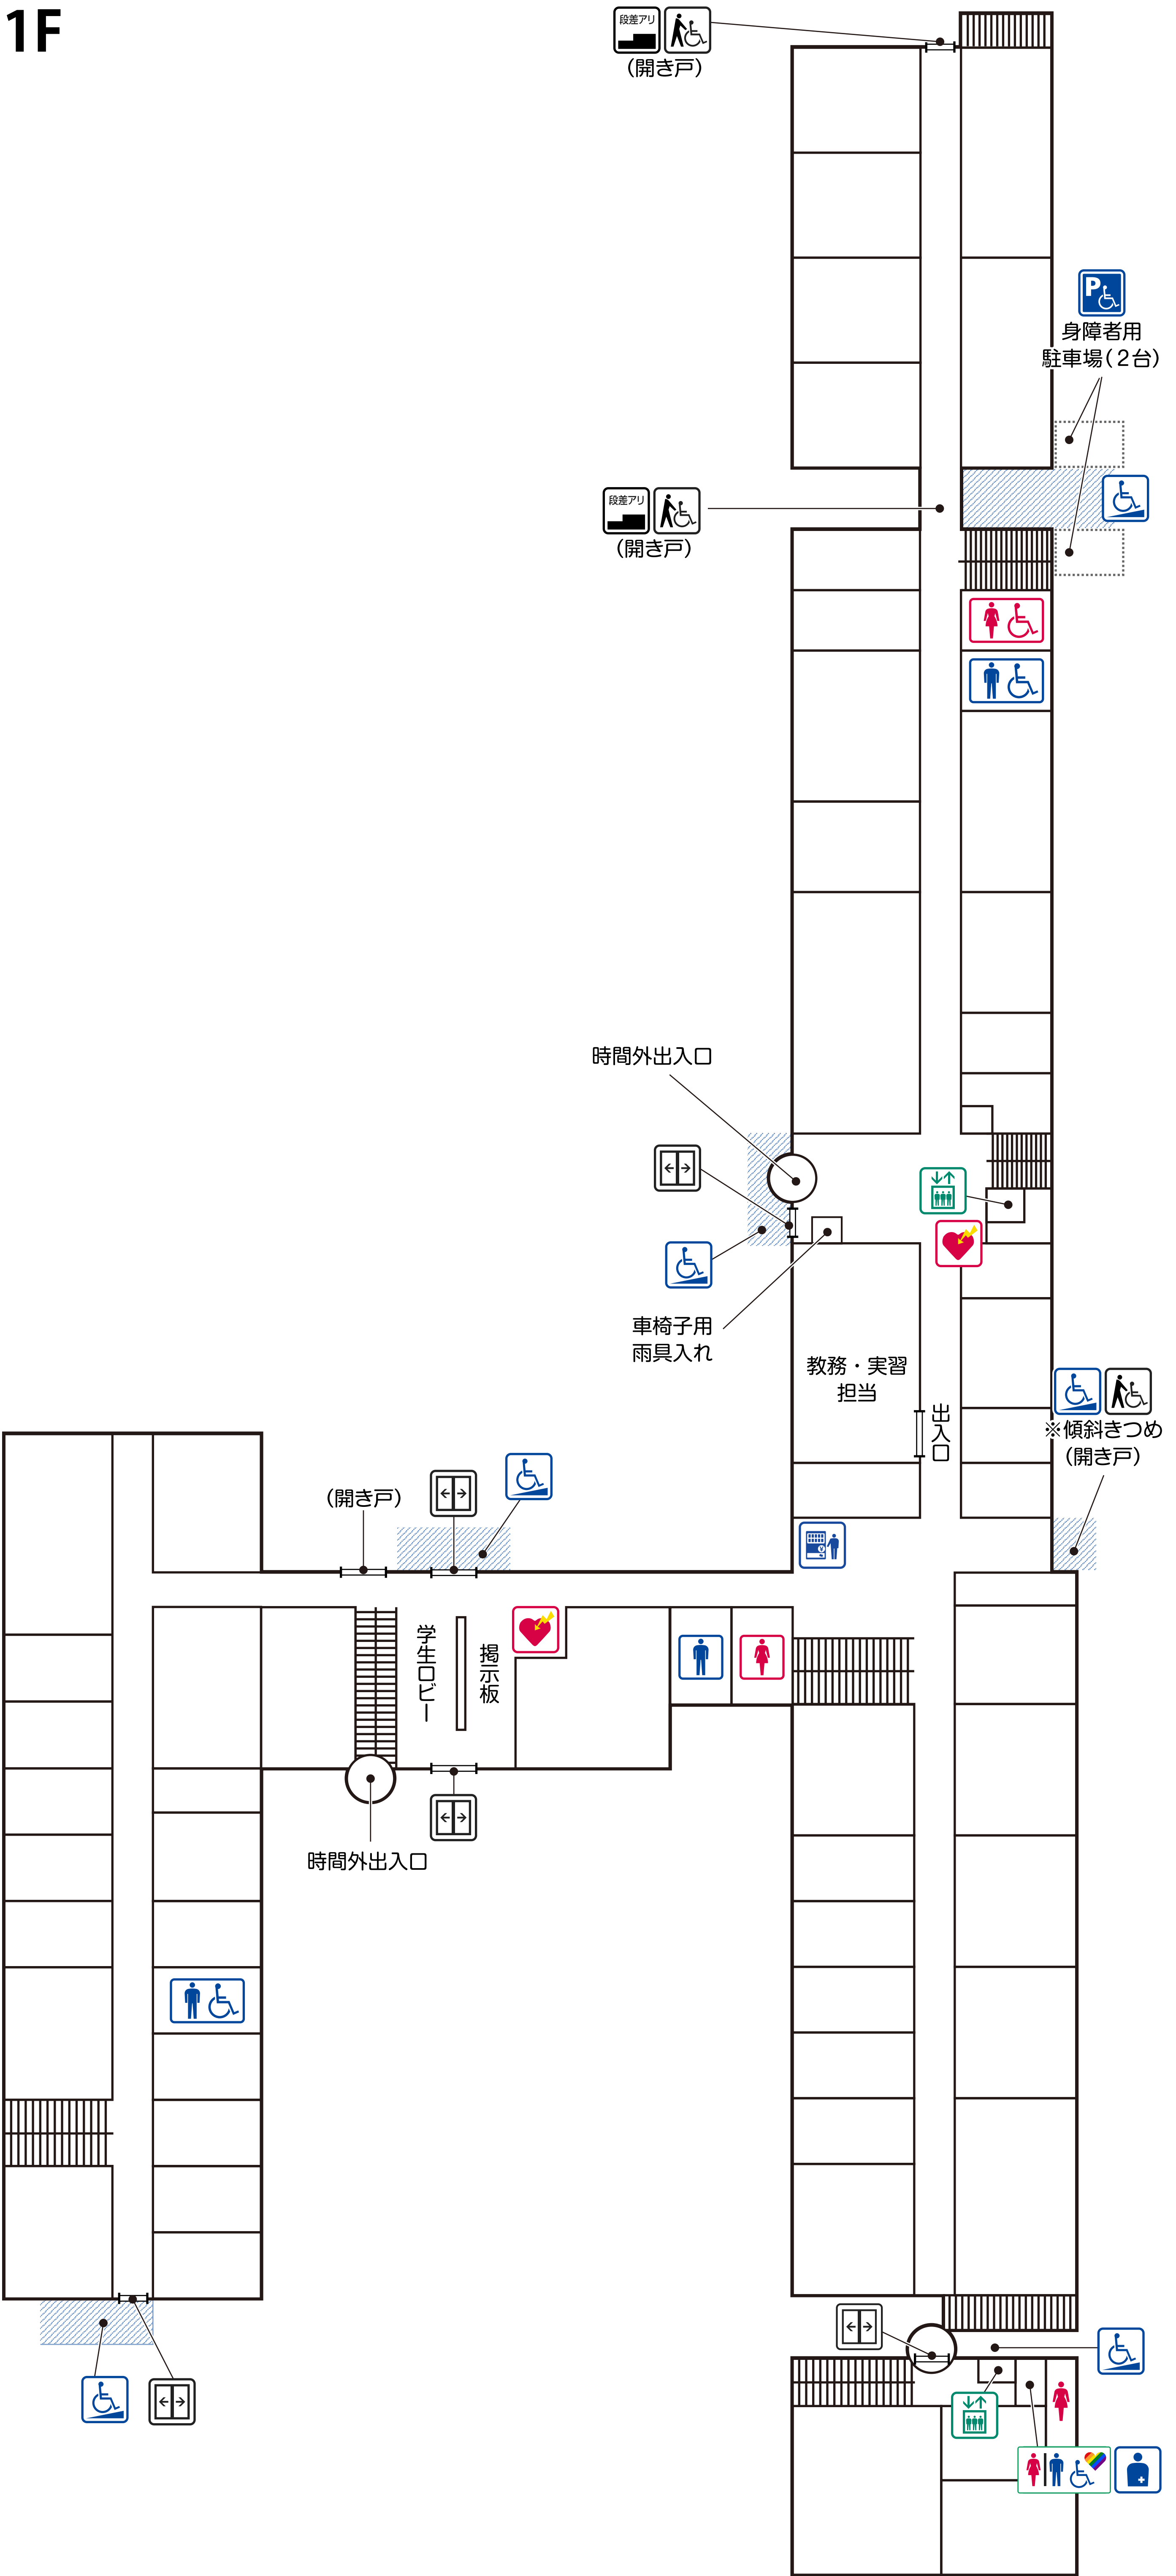 1F
段差アリ
(開き戸)
P
身障者用
駐車場(2台)
段差アリ
(開き戸)
時間外出入口
車椅子用
雨具入れ
教務・実習
担当
出入口
※傾斜きつめ
(開き戸)
(開き戸)
学生ロビー
掲示板
時間外出入口